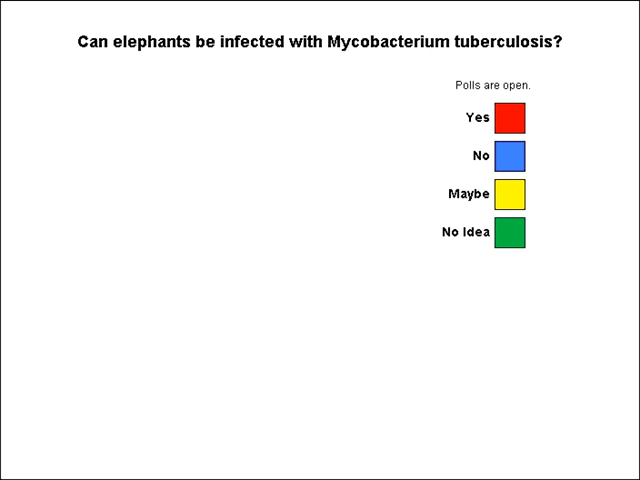 Can elephants be infected with Mycobacterium tuberculosis?
Polls are open.
Yes
No
Maybe
No Idea